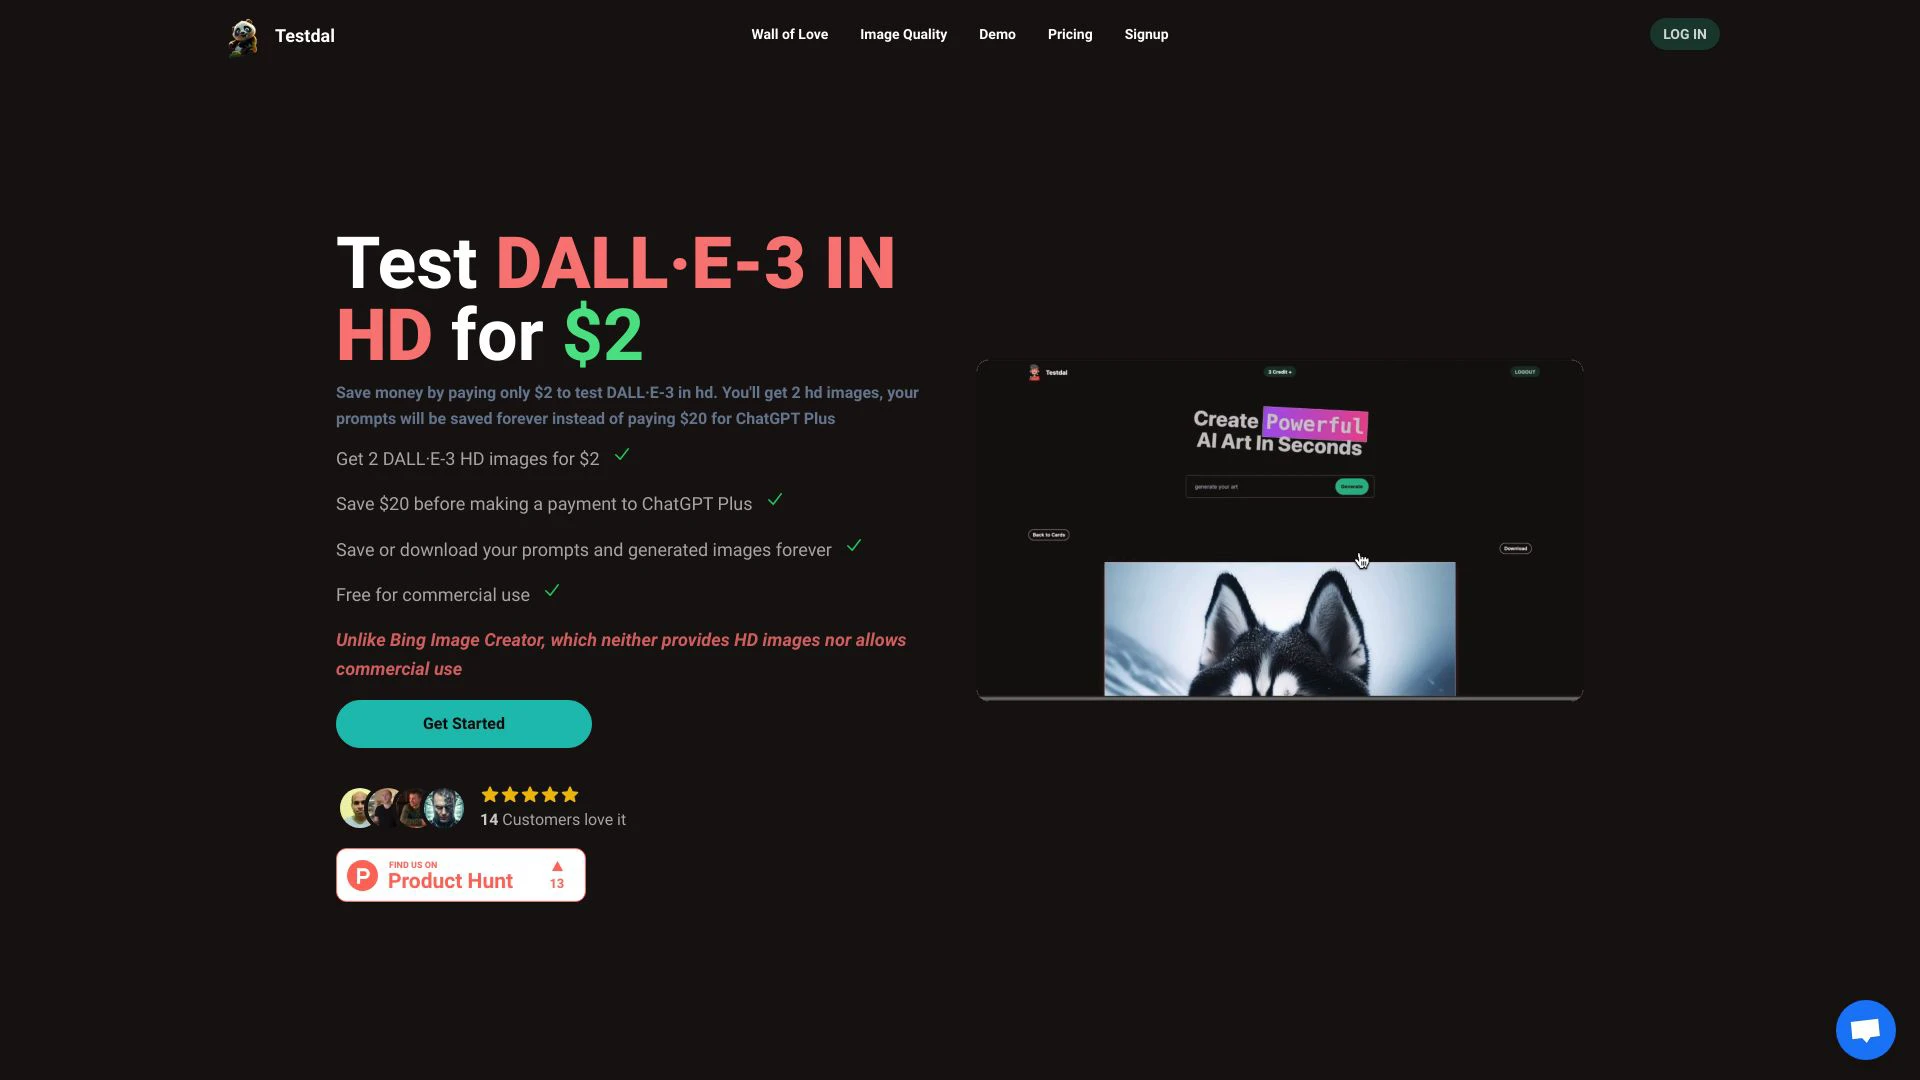 Testdal
Wall of Love
Image Quality
Demo
Pricing
Signup
LOG IN
Test DALL·E-3 IN
HD for $2
Save money by paying only $2 to test DALL·E-3 in hd. You'll get 2 hd images, your
prompts will be saved forever instead of paying $20 for ChatGPT Plus
Get 2 DALL·E-3 HD images for $2
Save $20 before making a payment to ChatGPT Plus
Save or download your prompts and generated images forever
Free for commercial use
Unlike Bing Image Creator, which neither provides HD images nor allows
commercial use
Get Started
14 Customers love it
P
FIND US ON
Product Hunt
13
Testdal
3 Credit +
LOGOUT
Create Powerful
AI Art In Seconds
generate your art
Generate
Back to Cards
Download